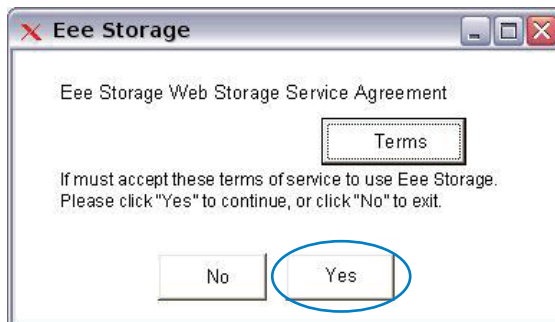 Eee Storage
Eee Storage Web Storage Service Agreement
Terms
If must accept these terms of service to use Eee Storage.
Please click "Yes" to continue, or click "No" to exit.
No Yes